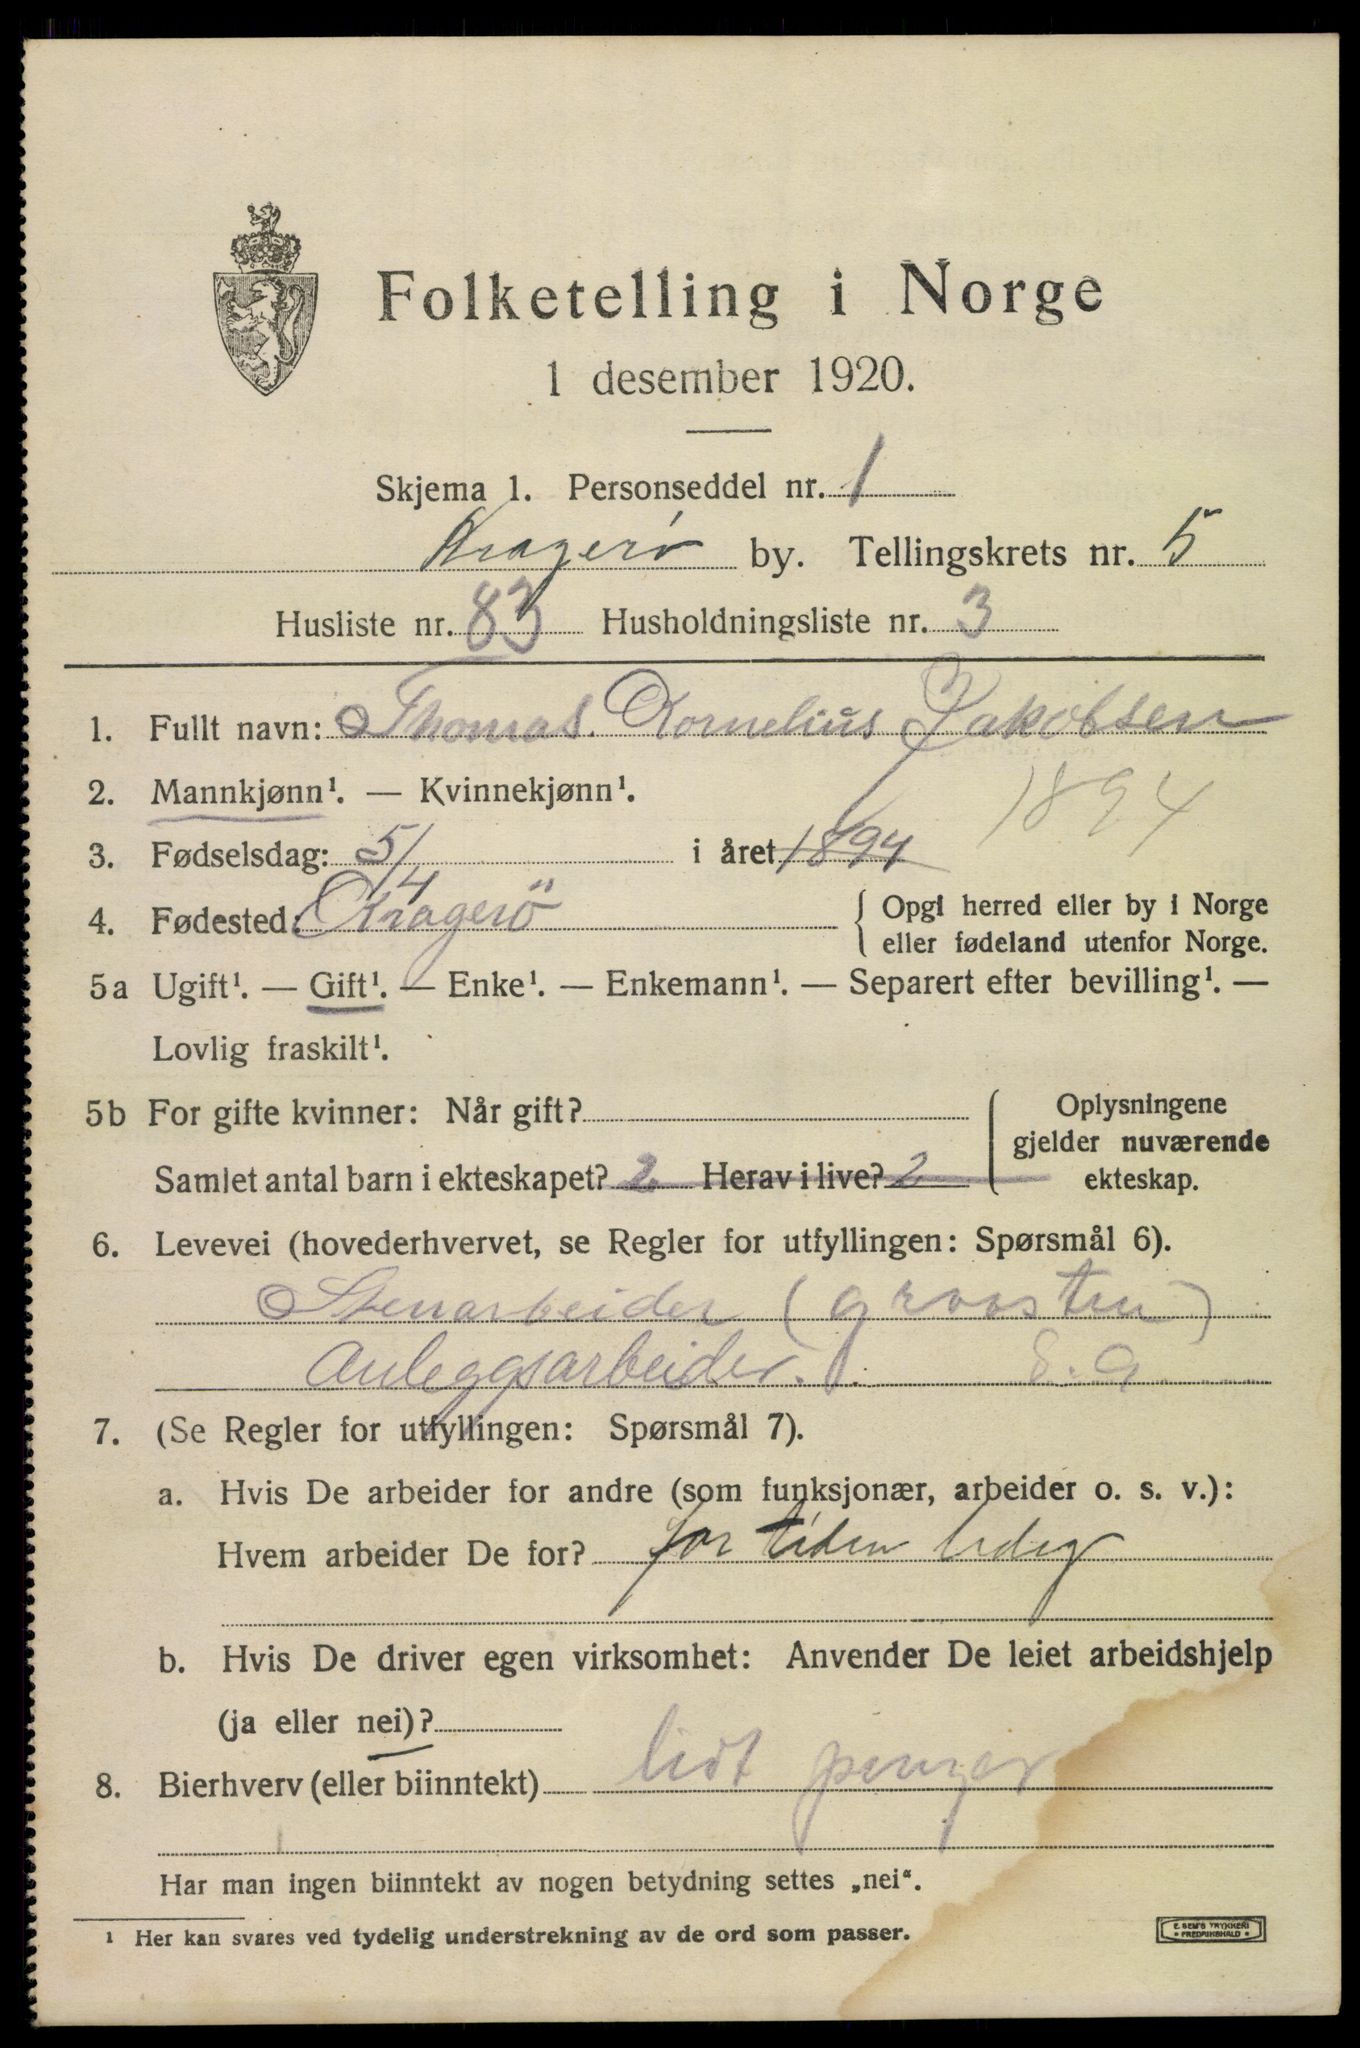 Folketelling i Norge
1 desember 1920.
Skjema 1. Personseddel nr. 1
Kragerö by. Tellingskrets nr. 5
Husliste nr. 83 Husholdningsliste nr. 3
1. Fullt navn: Thomas Kornelius Jakobsen
2. Mannkjønn¹. — Kvinnekjønn¹. 1894
3. Fødselsdag: 5/4 i året 1894
4. Fødested: Kragerö { Opgi herred eller by i Norge
eller fødeland utenfor Norge.
5a Ugift¹. — Gift¹. — Enke¹. — Enkemann¹. — Separert efter bevilling¹. —
Lovlig fraskilt¹.
5b For gifte kvinner: Når gift? { Oplysningene
gjelder nuværende
Samlet antal barn i ekteskapet? 2 Herav i live? 2 ekteskap.
6. Levevei (hovederhvervet, se Regler for utfyllingen: Spørsmål 6).
Stenarbeider (
Anleggsarbeider.
7. (Se Regler for utfyllingen: Spørsmål 7).
a. Hvis De arbeider for andre (som funksjonær, arbeider o. s. v.):
Hvem arbeider De for? for tiden ledig
b. Hvis De driver egen virksomhet: Anvender De leiet arbeidshjelp
(ja eller nei)?
8. Bierhverv (eller biinntekt) lidt penger
Har man ingen biinntekt av nogen betydning settes „nei“.
¹ Her kan svares ved tydelig understrekning av de ord som passer.
E. SEM'S TRYKKERI
• FREDRIKSHALD •